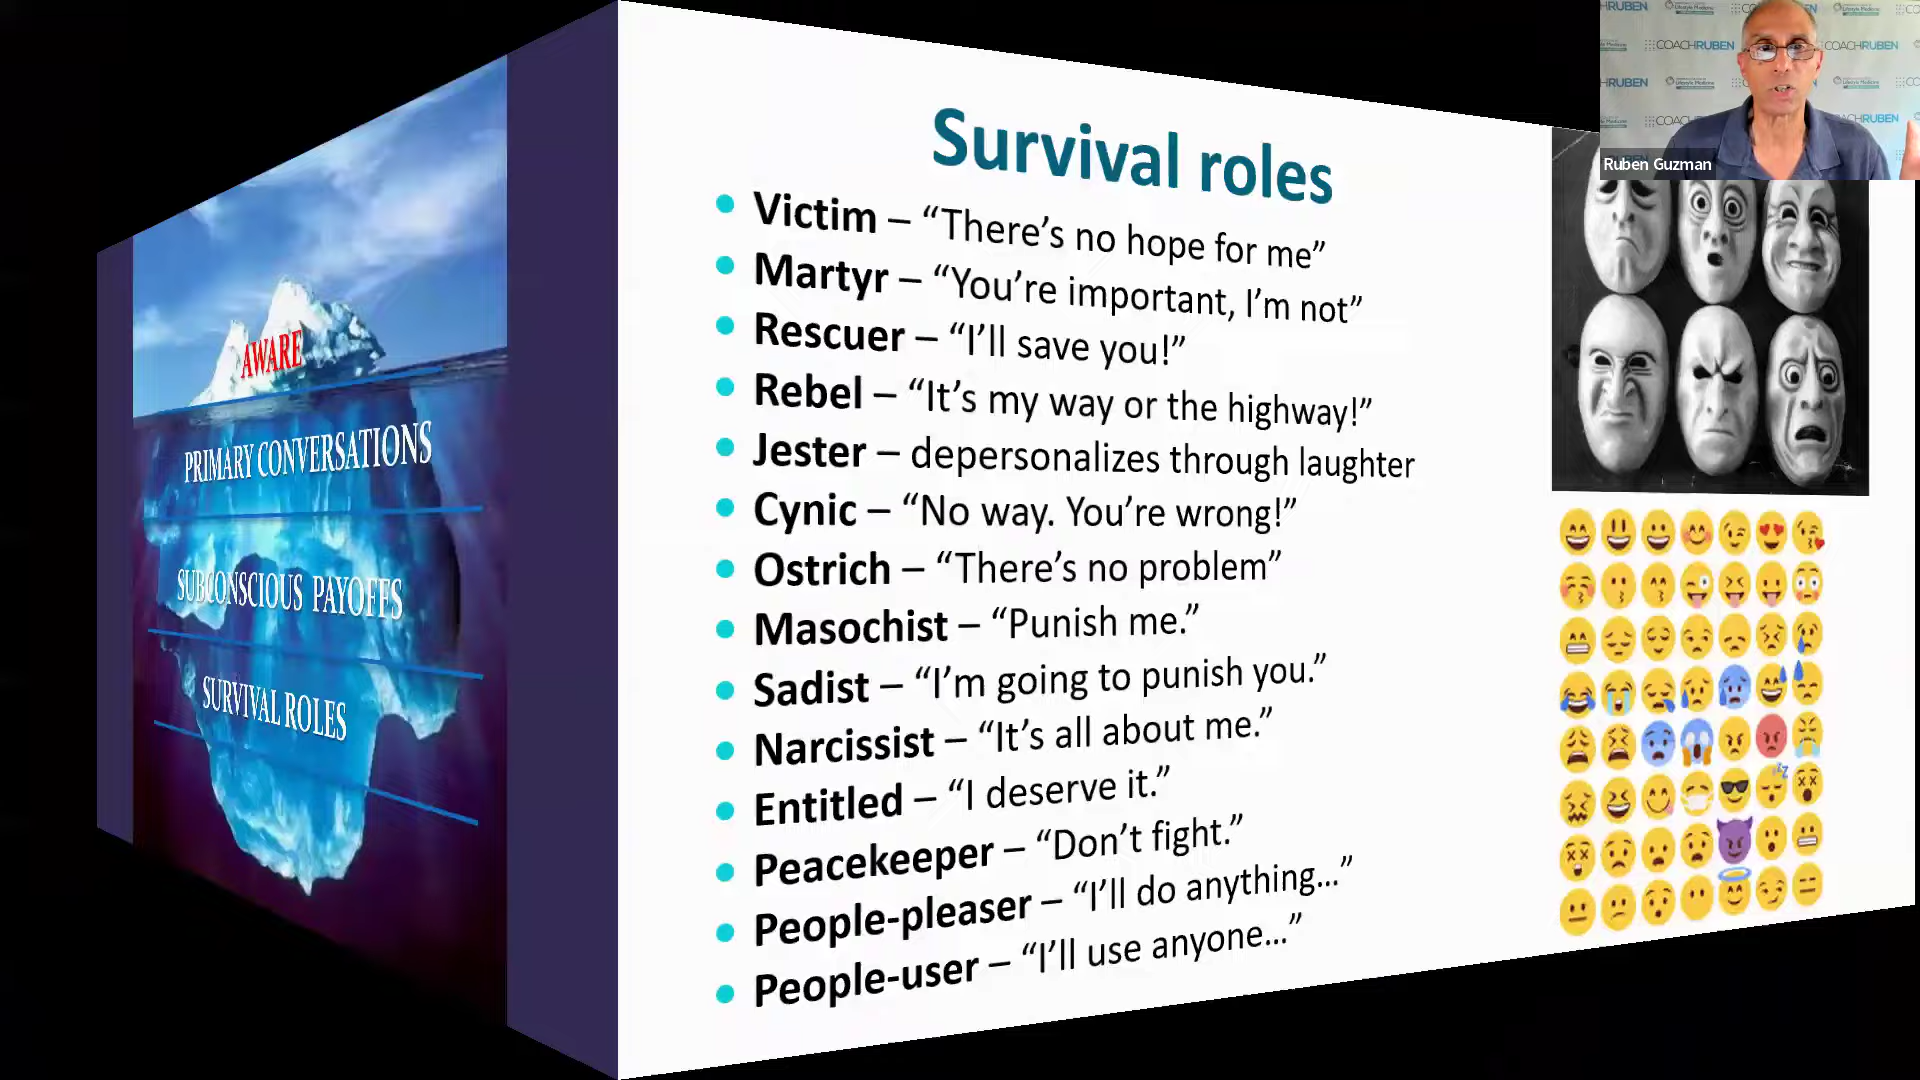 AWARE
PRIMARY CONVERSATIONS
SUBCONSCIOUS PAYOFFS
SURVIVAL ROLES
Survival roles
Victim – “There’s no hope for me”
Martyr – “You’re important, I’m not”
Rescuer – “I’ll save you!”
Rebel – “It’s my way or the highway!”
Jester – depersonalizes through laughter
Cynic – “No way. You’re wrong!”
Ostrich – “There’s no problem”
Masochist – “Punish me.”
Sadist – “I’m going to punish you.”
Narcissist – “It’s all about me.”
Entitled – “I deserve it.”
Peacekeeper – “Don’t fight.”
People-pleaser – “I’ll do anything…”
People-user – “I’ll use anyone…”
COACHRUBEN
COACHRUBEN
Ruben Guzman